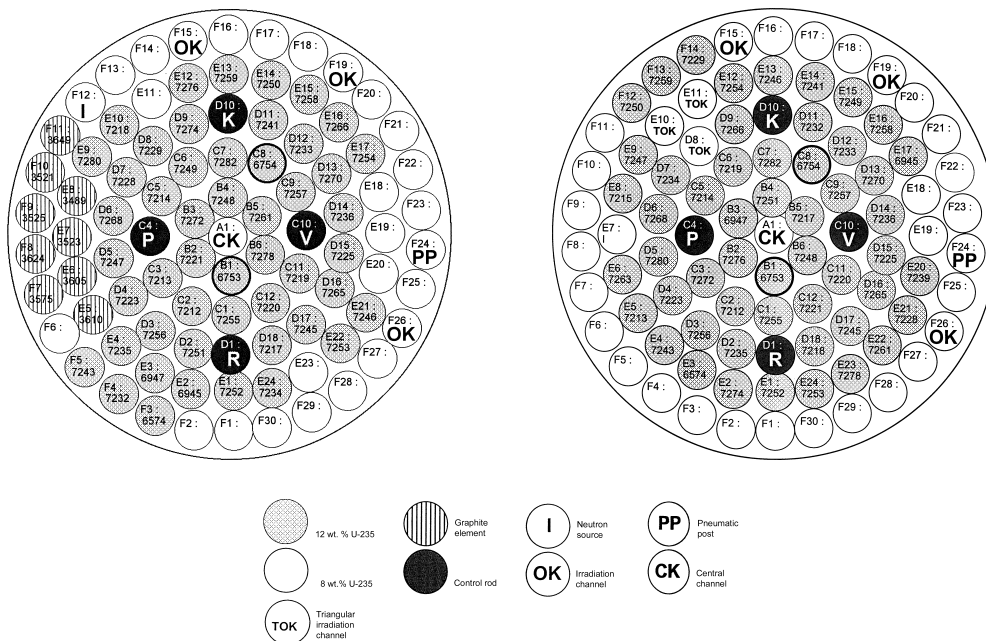 F16 :
F15 :
OK
F17 :
F14 :
F18 :
F13 :
F19 :
OK
E13 :
7259
E12 :
7276
E14 :
7250
F12 :
I
E11 :
E15 :
7258
F20 :
D10 :
K
E10 :
7218
D9 :
7274
D11 :
7241
E16 :
7266
F21 :
F11 :
3649
D8 :
7229
D12 :
7233
E9 :
7280
C7 :
7282
C8 :
6754
E17 :
7254
F10 :
3521
D7 :
7228
C6 :
7249
D13 :
7270
F22 :
E8 :
3489
C5 :
7214
B4 :
7248
C9 :
7257
E18 :
F9 :
3525
D6 :
7268
B3 :
7272
B5 :
7261
D14 :
7236
F23 :
E7 :
3523
C4 :
P
A1 :
CK
C10 :
V
E19 :
F8 :
3624
D5 :
7247
B2 :
7221
B6 :
7278
D15 :
7225
F24 :
PP
E6 :
3605
C3 :
7213
B1 :
6753
C11 :
7219
E20 :
F7 :
3575
D4 :
7223
D16 :
7265
F25 :
E5 :
3610
C2 :
7212
C1 :
7255
C12 :
7220
E21 :
7246
F6 :
D3 :
7256
D17 :
7245
F26 :
OK
E4 :
7235
D2 :
7251
D1 :
R
D18 :
7217
E22 :
7253
F27 :
F5 :
7243
E3 :
6947
E2 :
6945
E1 :
7252
E24 :
7234
E23 :
F28 :
F4 :
7232
F3 :
6574
F2 :
F1 :
F30 :
F29 :
F16 :
F15 :
OK
F17 :
F14 :
7229
F18 :
F13 :
7259
F19 :
OK
E13 :
7246
E12 :
7254
E14 :
7241
F12 :
7250
E11 :
TOK
E15 :
7249
F20 :
D10 :
K
E10 :
TOK
D9 :
7266
D11 :
7232
E16 :
7258
F21 :
F11 :
D8 :
TOK
D12 :
7233
E9 :
7247
C7 :
7282
C8 :
6754
E17 :
6945
F10 :
D7 :
7234
C6 :
7219
D13 :
7270
F22 :
E8 :
7215
C5 :
7214
B4 :
7251
C9 :
7257
E18 :
F9 :
D6 :
7268
B3 :
6947
B5 :
7217
D14 :
7236
F23 :
E7 :
I
C4 :
P
A1 :
CK
C10 :
V
E19 :
F8 :
D5 :
7280
B2 :
7276
B6 :
7248
D15 :
7225
F24 :
PP
E6 :
7263
C3 :
7272
B1 :
6753
C11 :
7220
E20 :
7239
F7 :
D4 :
7223
D16 :
7265
F25 :
E5 :
7213
C2 :
7212
C1 :
7255
C12 :
7221
E21 :
7228
F6 :
D3 :
7256
D17 :
7245
F26 :
OK
E4 :
7243
D2 :
7235
D1 :
R
D18 :
7218
E22 :
7261
F27 :
F5 :
E3 :
6574
E2 :
7274
E1 :
7252
E24 :
7253
E23 :
7278
F28 :
F4 :
F3 :
F2 :
F1 :
F30 :
F29 :
12 wt. % U-235
Graphite
element
I
Neutron
source
PP
Pneumatic
post
8 wt.% U-235
Control rod
OK
Irradiation
channel
CK
Central
channel
TOK
Triangular
irradiation
channel